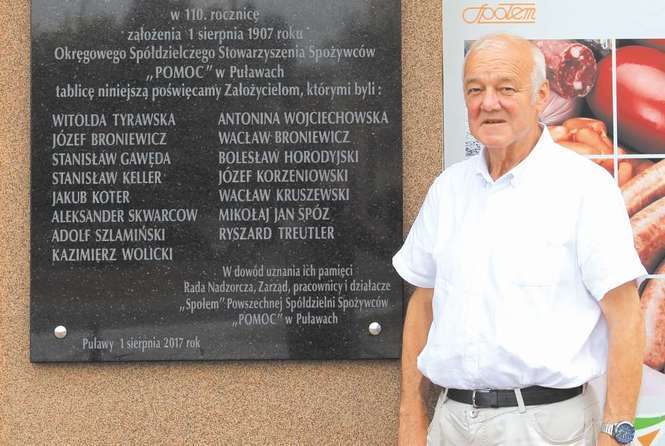 w 110. rocznicę
założenia 1 sierpnia 1907 roku
Okręgowego Spółdzielczego Stowarzyszenia Spożywców
„POMOC” w Puławach
tablicę niniejszą poświęcamy Założycielom, którymi byli :
WITOLDA TYRAWSKA
JÓZEF BRONIEWICZ
STANISŁAW GAWĘDA
STANISŁAW KELLER
JAKUB KOTER
ALEKSANDER SKWARCOW
ADOLF SZLAMIŃSKI
KAZIMIERZ WOLICKI
ANTONINA WOJCIECHOWSKA
WACŁAW BRONIEWICZ
BOLESŁAW HORODYJSKI
JÓZEF KORZENIOWSKI
WACŁAW KRUSZEWSKI
MIKOŁAJ JAN ŚPÓZ
RYSZARD TREUTLER
W dowód uznania ich pamięci
Rada Nadzorcza, Zarząd, pracownicy i działacze
„Społem” Powszechnej Spółdzielni Spożywców
„POMOC” w Puławach
Puławy 1 sierpnia 2017 rok
Społem